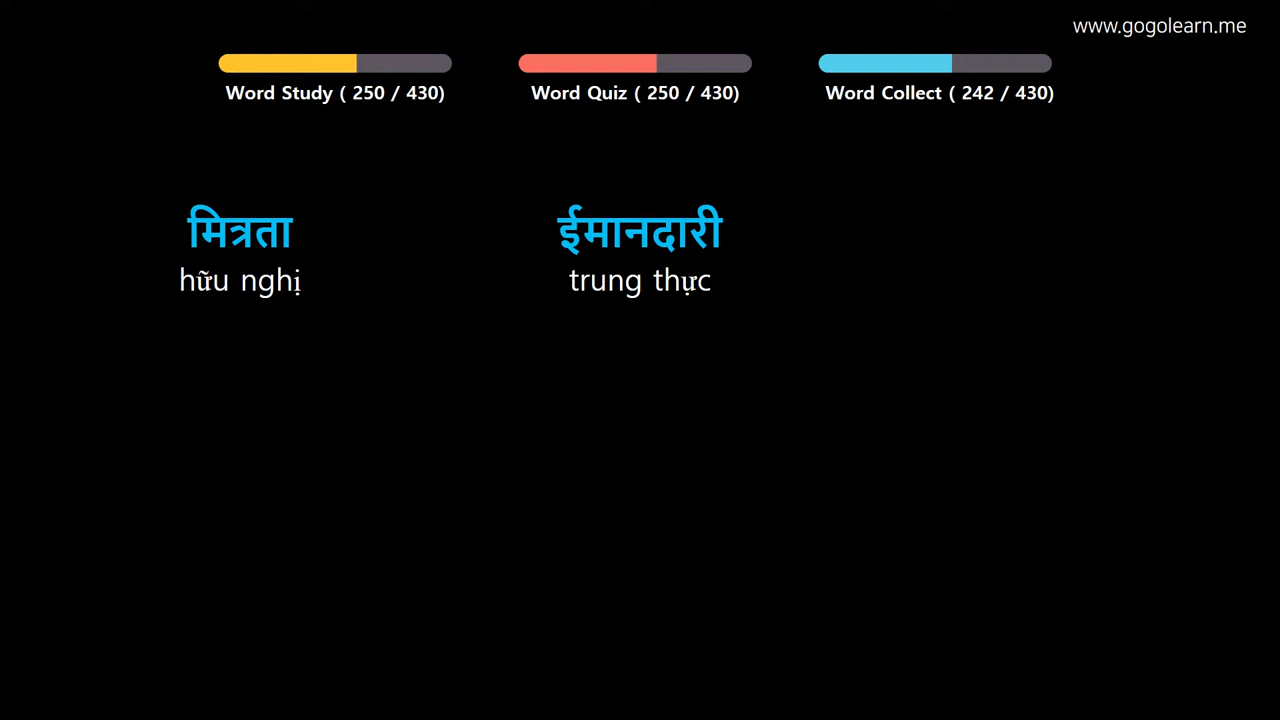 www.gogolearn.me
Word Study ( 250 / 430)
Word Quiz ( 250 / 430)
Word Collect ( 242 / 430)
मित्रता
hữu nghị
ईमानदारी
trung thực